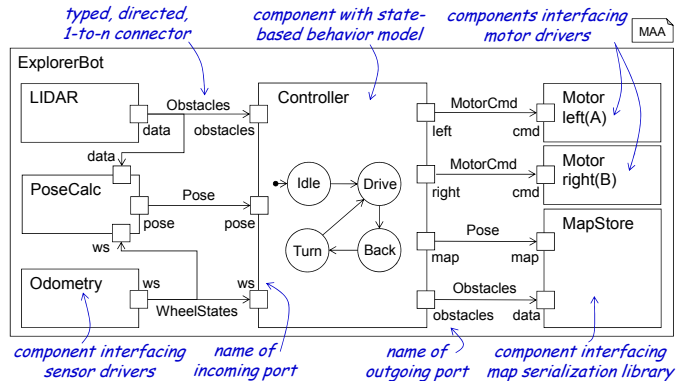 typed, directed,
1-to-n connector
component with state-
based behavior model
components interfacing
motor drivers
MAA
ExplorerBot
LIDAR
Obstacles
data
obstacles
Controller
MotorCmd
left
cmd
Motor
left(A)
data
PoseCalc
Pose
pose
pose
ws
Idle
Drive
Turn
Back
MotorCmd
right
cmd
Motor
right(B)
Pose
map
map
MapStore
Odometry
ws
ws
WheelStates
Obstacles
obstacles
data
component interfacing
sensor drivers
name of
incoming port
name of
outgoing port
component interfacing
map serialization library